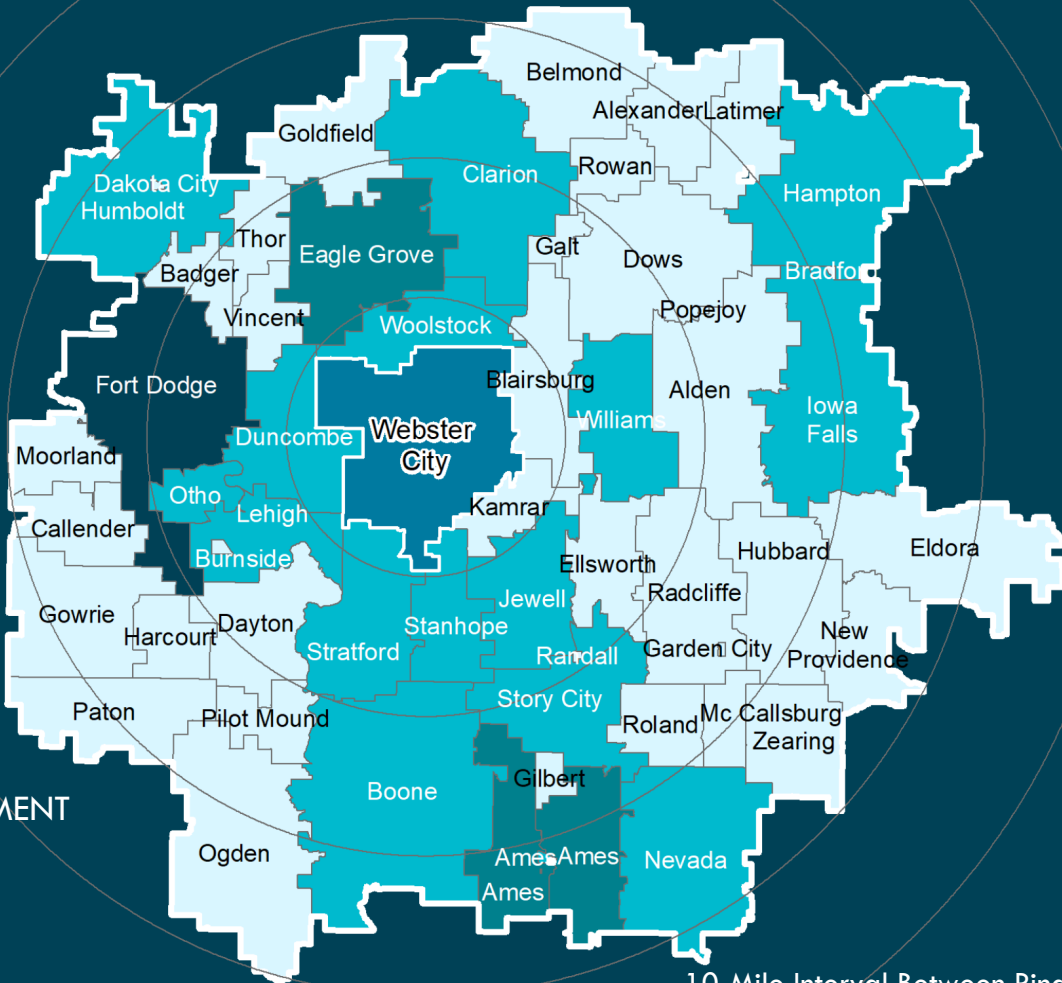 Belmond
Alexander
Latimer
Goldfield
Rowan
Clarion
Dakota City
Humboldt
Hampton
Thor
Galt
Eagle Grove
Dows
Badger
Popejoy
Vincent
Woolstock
Fort Dodge
Blairsburg
Alden
Williams
Iowa
Falls
Webster
City
Duncombe
Moorland
Otho
Lehigh
Kamrar
Callender
Burnside
Ellsworth
Hubbard
Eldora
Radcliffe
Jewell
Gowrie
Harcourt
Dayton
Stanhope
Stratford
Randall
Garden City
New
Providence
Story City
Paton
Pilot Mound
Roland
Mc Callsburg
Zearing
Gilbert
Boone
Ogden
Ames
Ames
Nevada
Ames